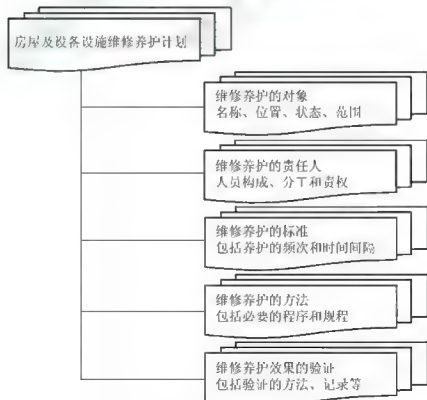 房屋及设备设施维修养护计划
维修养护的对象
名称、位置、状态、范围
维修养护的责任人
人员构成、分工和责权
维修养护的标准
包括养护的频次和时间间隔
维修养护的方法
包括必要的程序和规程
维修养护效果的验证
包括验证的方法、记录等